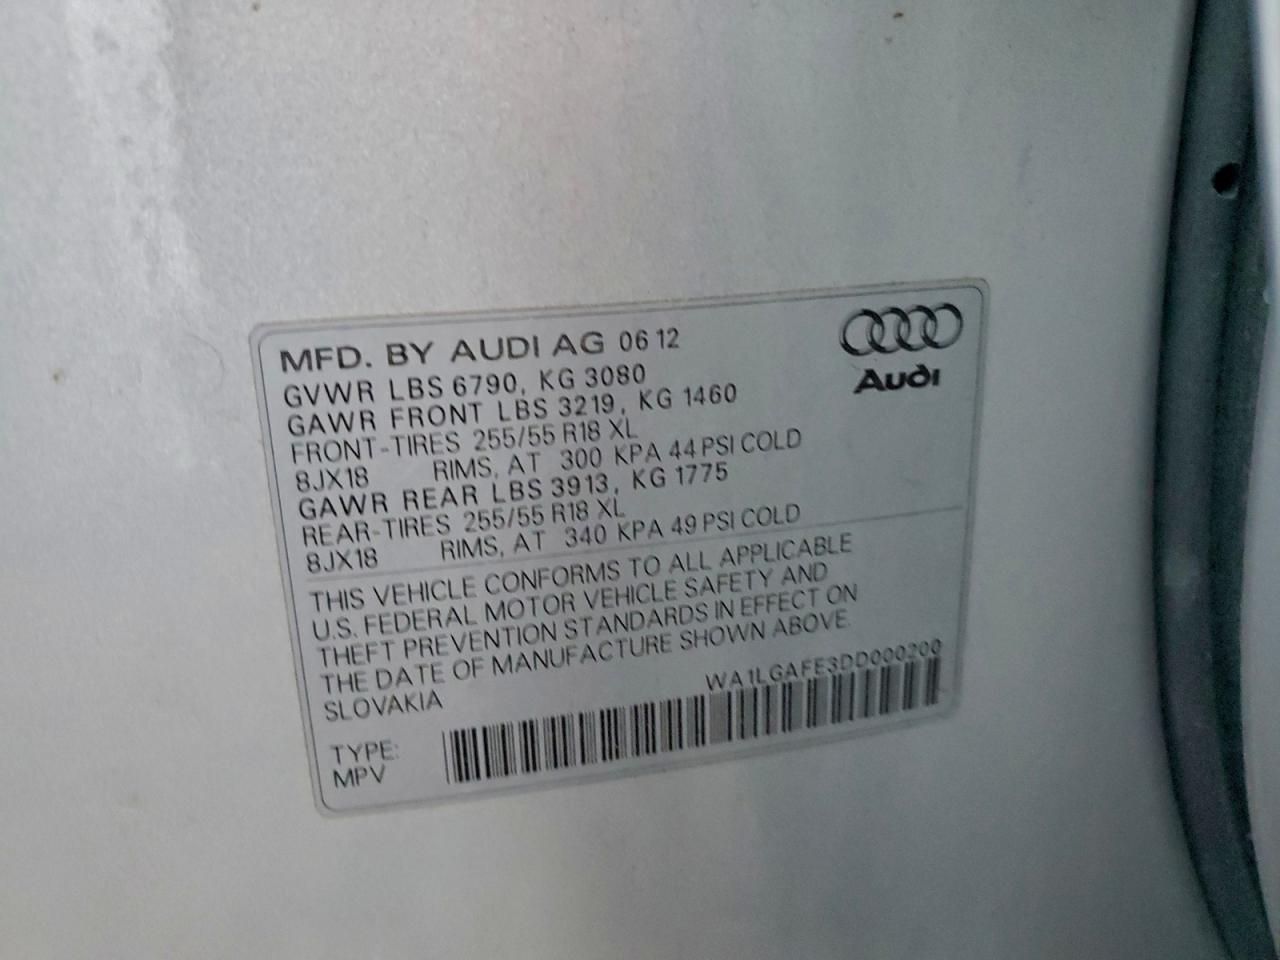 MFD. BY AUDI AG 06 12
GVWR LBS 6790, KG 3080
GAWR FRONT LBS 3219, KG 1460
FRONT-TIRES 255/55 R18 XL
8JX18 RIMS, AT 300 KPA 44 PSI COLD
GAWR REAR LBS 3913, KG 1775
REAR-TIRES 255/55 R18 XL
8JX18 RIMS, AT 340 KPA 49 PSI COLD
Audi
THIS VEHICLE CONFORMS TO ALL APPLICABLE
U.S. FEDERAL MOTOR VEHICLE SAFETY AND
THEFT PREVENTION STANDARDS IN EFFECT ON
THE DATE OF MANUFACTURE SHOWN ABOVE.
SLOVAKIA
WA1LGAFE3DD000200
TYPE:
MPV